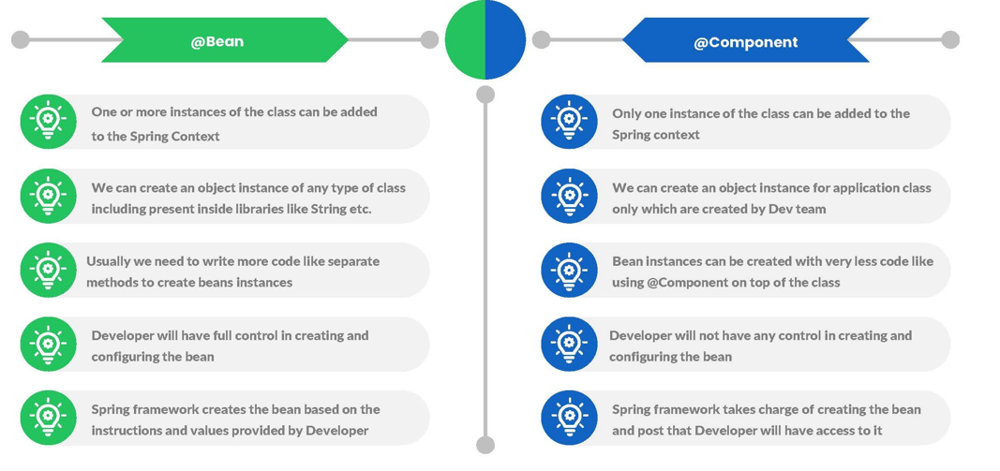 @Bean
One or more instances of the class can be added
to the Spring Context
We can create an object instance of any type of class
including present inside libraries like String etc.
Usually we need to write more code like separate
methods to create beans instances
Developer will have full control in creating and
configuring the bean
Spring framework creates the bean based on the
instructions and values provided by Developer
@Component
Only one instance of the class can be added to the
Spring context
We can create an object instance for application class
only which are created by Dev team
Bean instances can be created with very less code like
using @Component on top of the class
Developer will not have any control in creating and
configuring the bean
Spring framework takes charge of creating the bean
and post that Developer will have access to it